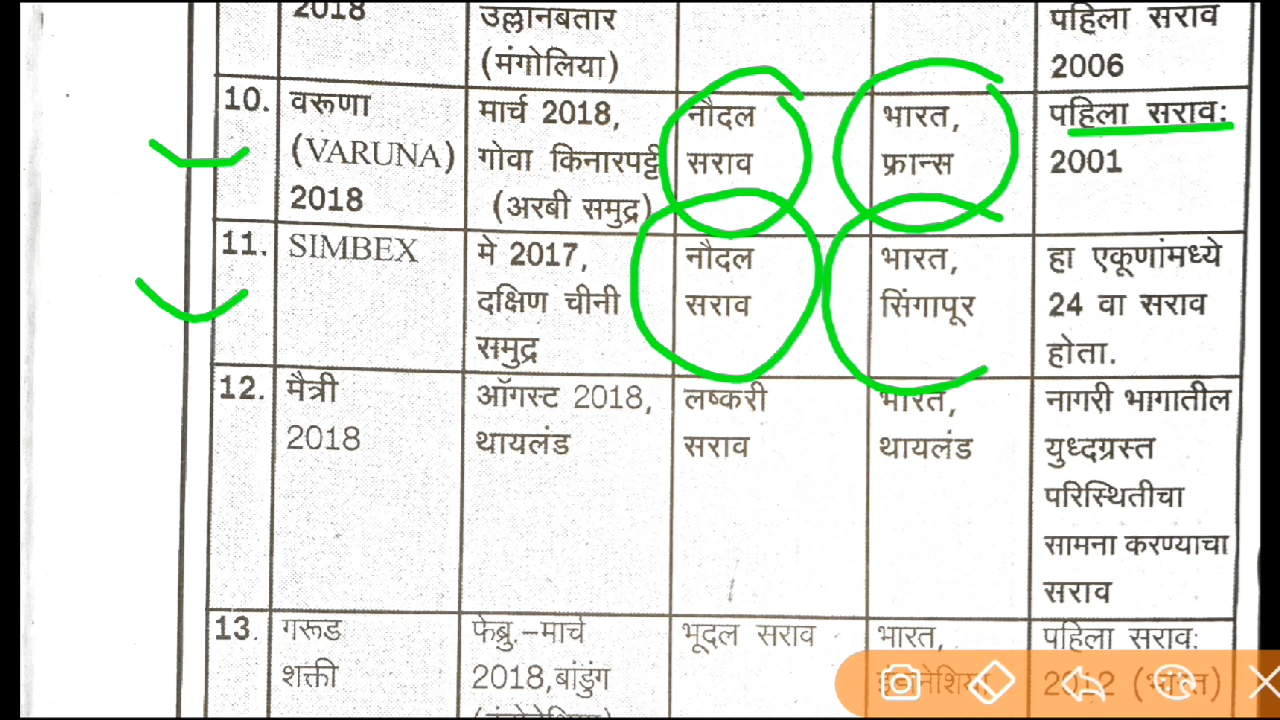 2018
उल्लानबतार
(मंगोलिया)
पहिला सराव
2006
10.
वरूणा
(VARUNA)
2018
मार्च 2018,
गोवा किनारपट्टी
(अरबी समुद्र)
नौदल
सराव
भारत,
फ्रान्स
पहिला सराव:
2001
11.
SIMBEX
मे 2017,
दक्षिण चीनी
समुद्र
नौदल
सराव
भारत,
सिंगापूर
हा एकूणांमध्ये
24 वा सराव
होता.
12.
मैत्री
2018
ऑगस्ट 2018,
थायलंड
लष्करी
सराव
भारत,
थायलंड
नागरी भागातील
युध्दग्रस्त
परिस्थितीचा
सामना करण्याचा
सराव
13.
गरूड
शक्ती
फेब्रु.–मार्च
2018,बांडुंग
भूदल सराव
भारत,
इंडोनेशिया
पहिला सराव:
2012 (भारत)